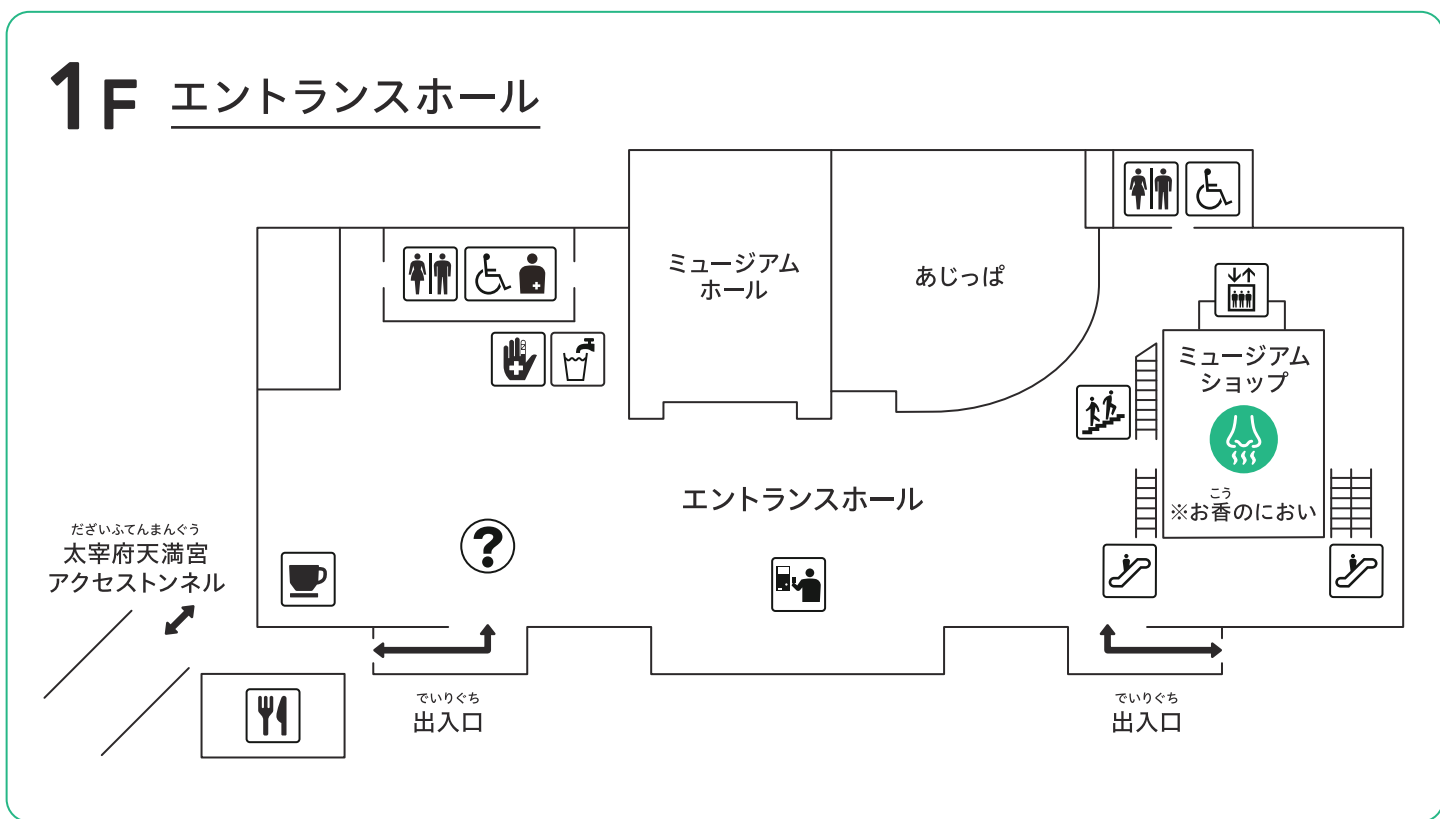 1F エントランスホール
ミュージアム
ホール
あじっぱ
ミュージアム
ショップ
こう
※お香のにおい
エントランスホール
?
だざいふてんまんぐう
太宰府天満宮
アクセストンネル
でいりぐち
出入口
でいりぐち
出入口